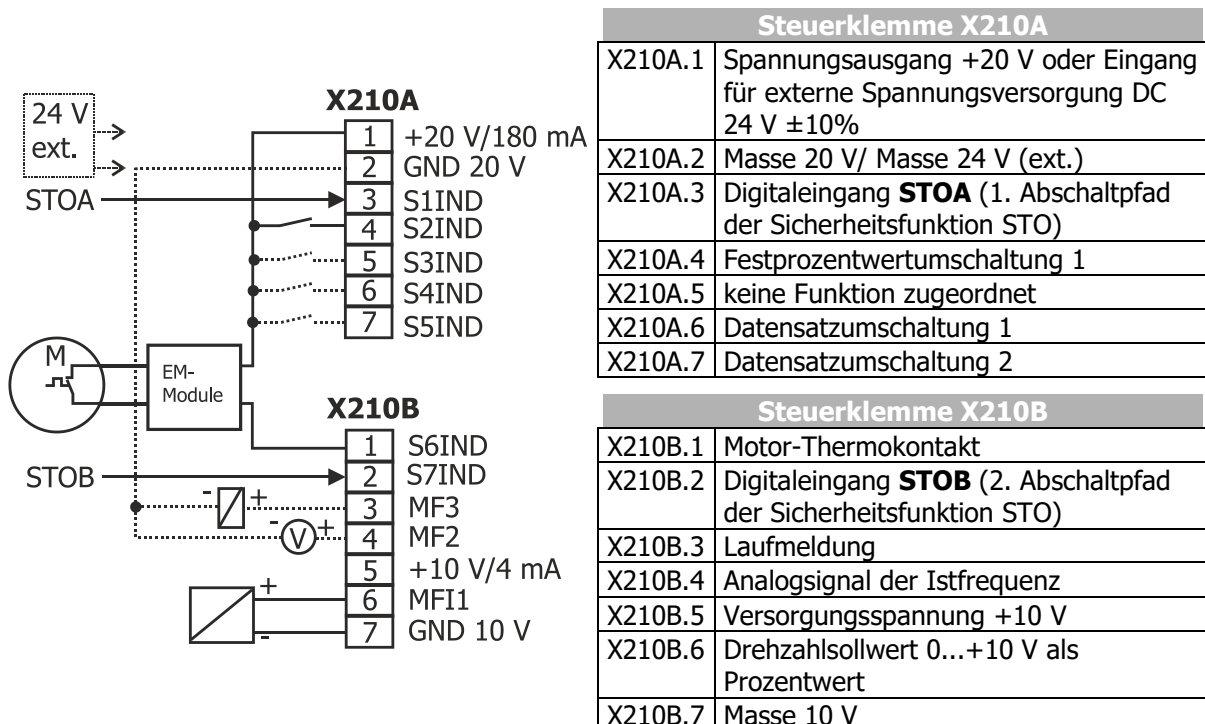 24 V
ext.
STOA
X210A
1 +20 V/180 mA
2 GND 20 V
3 S1IND
4 S2IND
5 S3IND
6 S4IND
7 S5IND
M
EM-
Module
X210B
1 S6IND
STOB
2 S7IND
- +
3 MF3
- V +
4 MF2
5 +10 V/4 mA
+
6 MFI1
-
7 GND 10 V
Steuerklemme X210A
X210A.1 Spannungsausgang +20 V oder Eingang
für externe Spannungsversorgung DC
24 V ±10%
X210A.2 Masse 20 V/ Masse 24 V (ext.)
X210A.3 Digitaleingang STOA (1. Abschaltpfad
der Sicherheitsfunktion STO)
X210A.4 Festprozentwertumschaltung 1
X210A.5 keine Funktion zugeordnet
X210A.6 Datensatzumschaltung 1
X210A.7 Datensatzumschaltung 2
Steuerklemme X210B
X210B.1 Motor-Thermokontakt
X210B.2 Digitaleingang STOB (2. Abschaltpfad
der Sicherheitsfunktion STO)
X210B.3 Laufmeldung
X210B.4 Analogsignal der Istfrequenz
X210B.5 Versorgungsspannung +10 V
X210B.6 Drehzahlsollwert 0...+10 V als
Prozentwert
X210B.7 Masse 10 V